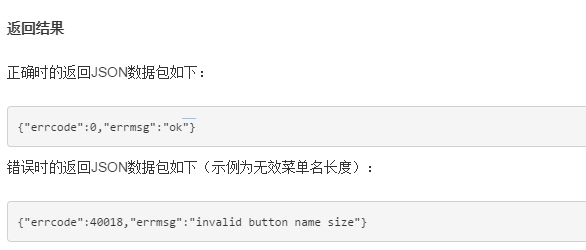 返回结果
正确时的返回JSON数据包如下：
{"errcode":0,"errmsg":"ok"}
错误时的返回JSON数据包如下（示例为无效菜单名长度）：
{"errcode":40018,"errmsg":"invalid button name size"}